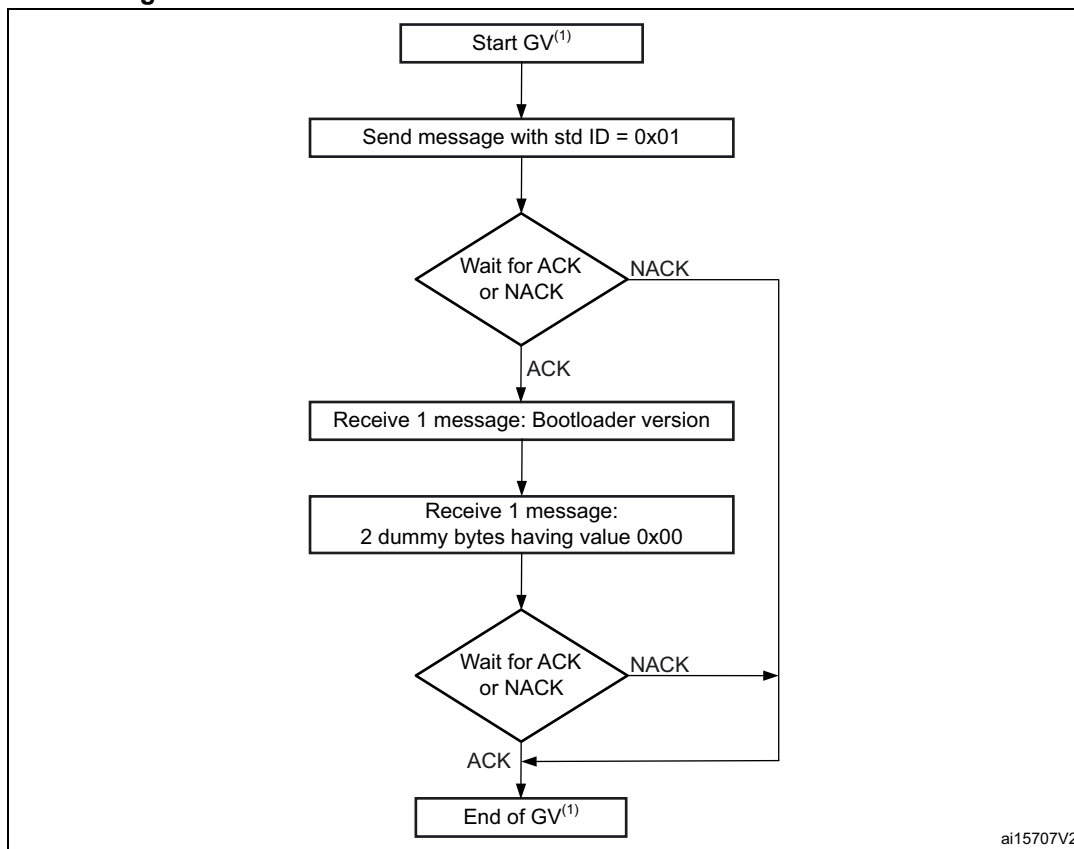 Start GV(1)
Send message with std ID = 0x01
Wait for ACK
or NACK
NACK
ACK
Receive 1 message: Bootloader version
Receive 1 message:
2 dummy bytes having value 0x00
Wait for ACK
or NACK
NACK
ACK
End of GV(1)
ai15707V2